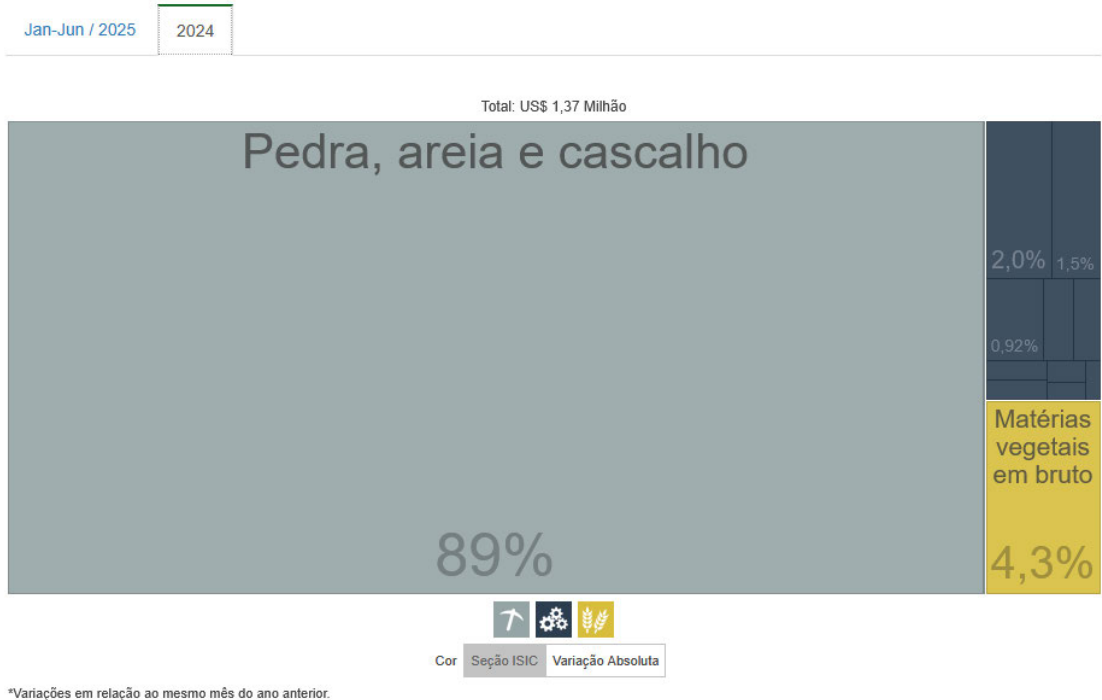 Jan-Jun / 2025
2024
Total: US$ 1,37 Milhão
Pedra, areia e cascalho
89%
2,0%
1,5%
0,92%
Matérias
vegetais
em bruto
4,3%
Cor Seção ISIC Variação Absoluta
*Variações em relação ao mesmo mês do ano anterior.